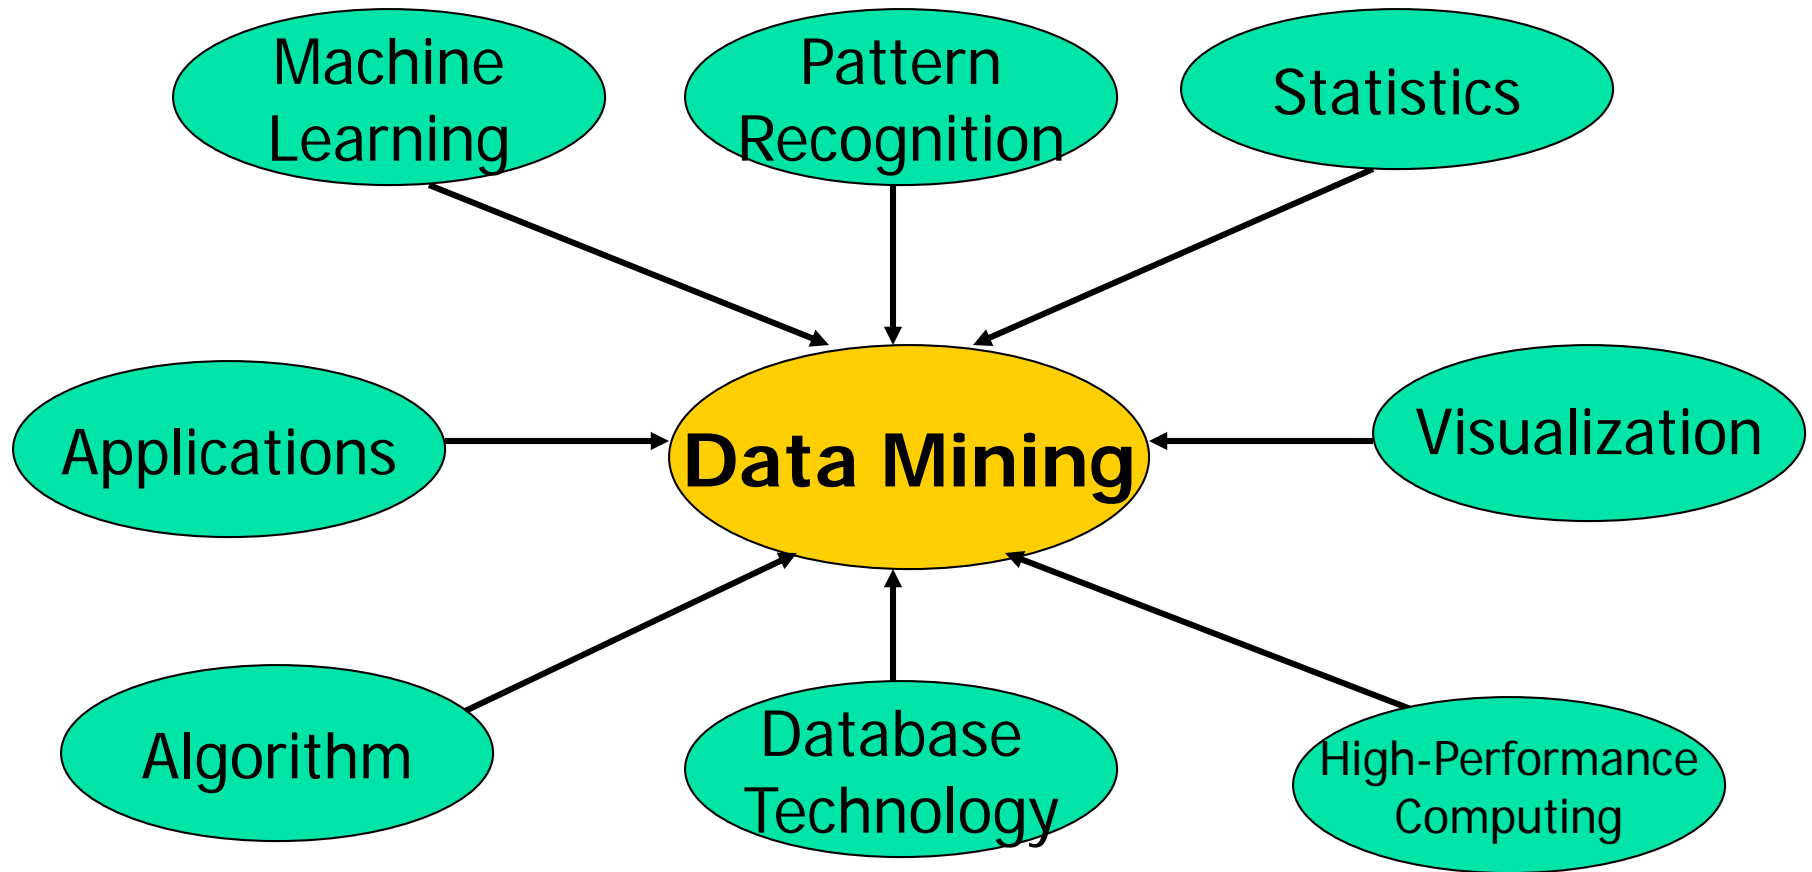 Machine
Learning
Pattern
Recognition
Statistics
Applications
Data Mining
Visualization
Algorithm
Database
Technology
High-Performance
Computing